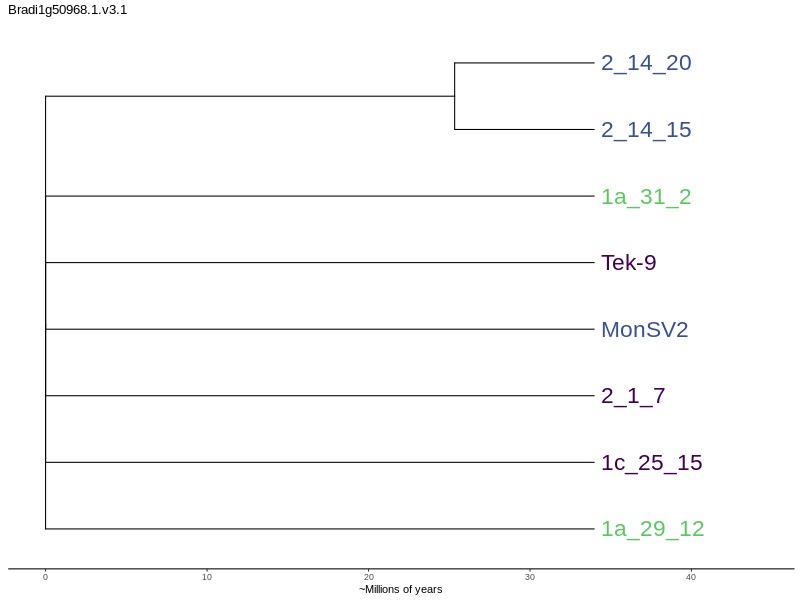 Bradi1g50968.1.v3.1
2_14_20
2_14_15
1a_31_2
Tek-9
MonSV2
2_1_7
1c_25_15
1a_29_12
0 10 20 30 40
~Millions of years